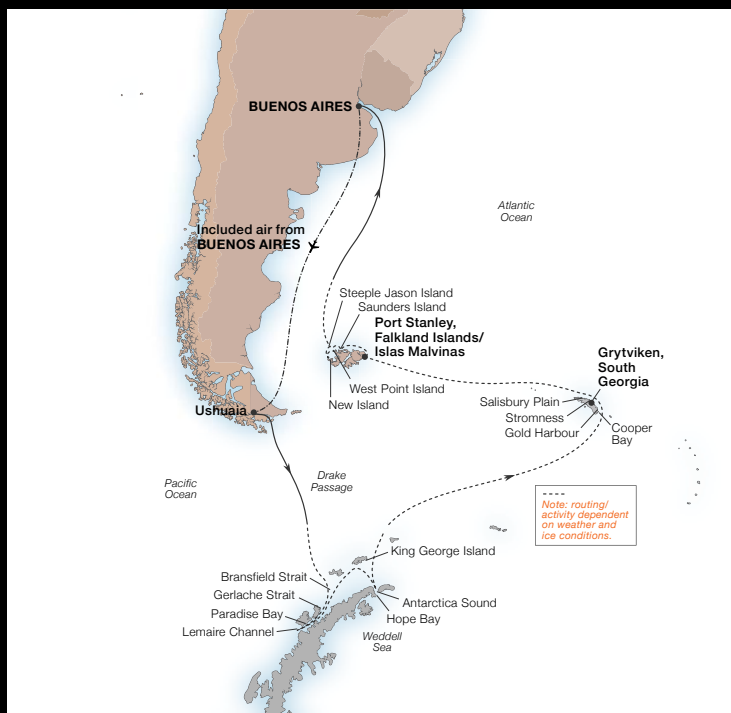 BUENOS AIRES
Atlantic
Ocean
Included air from
BUENOS AIRES
Steeple Jason Island
Saunders Island
Port Stanley,
Falkland Islands/
Islas Malvinas
West Point Island
New Island
Grytviken,
South
Georgia
Salisbury Plain
Stromness
Gold Harbour
Cooper
Bay
Ushuaia
Pacific
Ocean
Drake
Passage
Note: routing/
activity dependent
on weather and
ice conditions.
King George Island
Bransfield Strait
Gerlache Strait
Paradise Bay
Lemaire Channel
Antarctica Sound
Hope Bay
Weddell
Sea